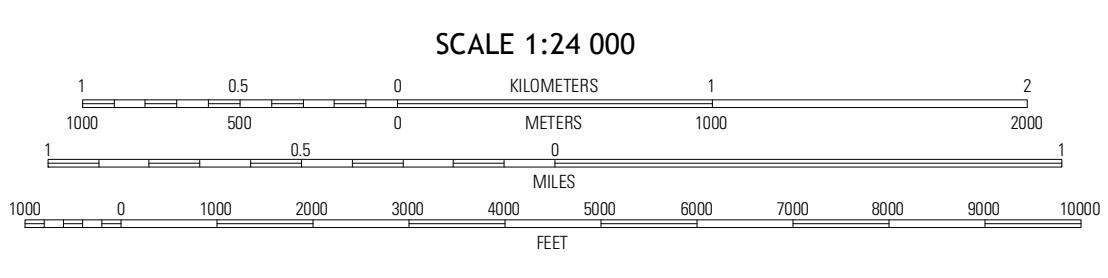 SCALE 1:24 000
1 0.5 0 KILOMETERS 1 2
1000 500 0 METERS 1000 2000
1 0.5 0 1
MILES
1000 0 1000 2000 3000 4000 5000 6000 7000 8000 9000 10000
FEET